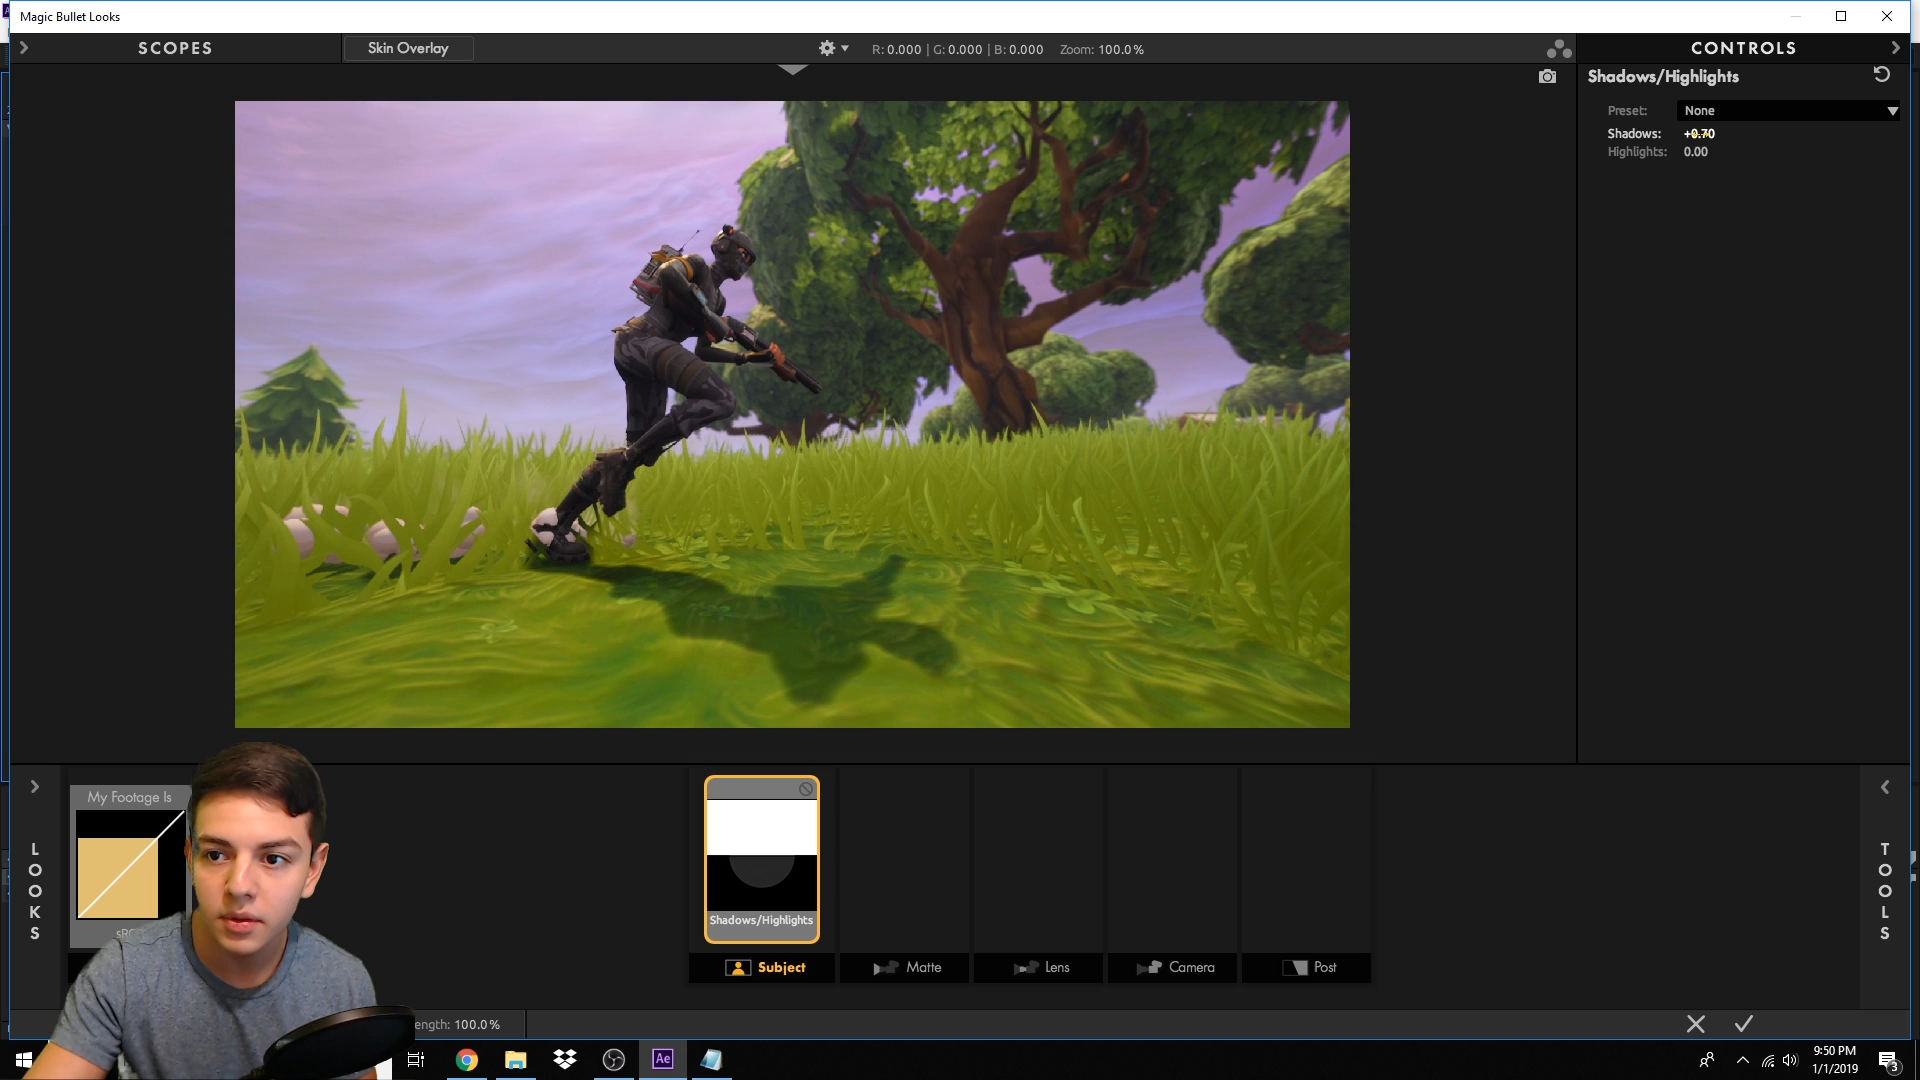 Magic Bullet Looks
SCOPES
Skin Overlay
R: 0.000 | G: 0.000 | B: 0.000 Zoom: 100.0%
CONTROLS
Shadows/Highlights
Preset: None
Shadows: +0.70
Highlights: 0.00
My Footage Is
LOOKS
Shadows/Highlights
Subject
Matte
Lens
Camera
Post
TOOLS
ength: 100.0%
Ae
9:50 PM
1/1/2019
3